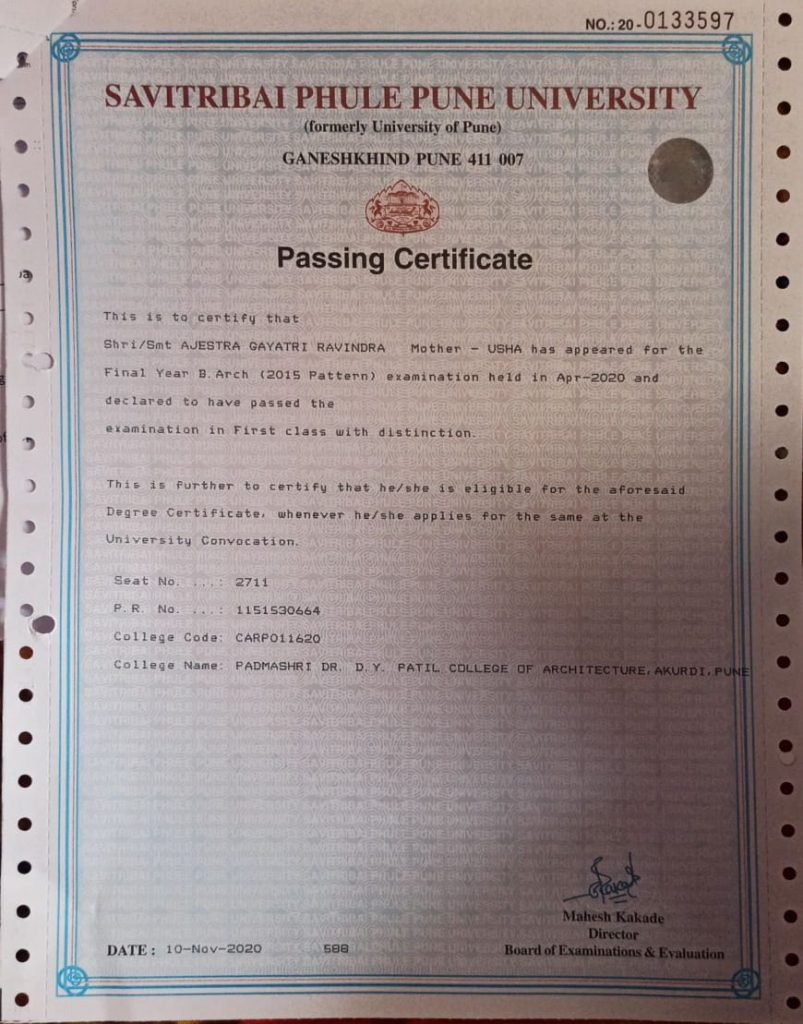 NO.: 20-0133597
SAVITRIBAI PHULE PUNE UNIVERSITY
(formerly University of Pune)
GANESHKHIND PUNE 411 007
Passing Certificate
This is to certify that
Shri/Smt AJESTRA GAYATRI RAVINDRA Mother - USHA has appeared for the
Final Year B.Arch (2015 Pattern) examination held in Apr-2020 and
declared to have passed the
examination in First class with distinction.
This is further to certify that he/she is eligible for the aforesaid
Degree Certificate, whenever he/she applies for the same at the
University Convocation.
Seat No. ...: 2711
P.R. No. ...: 1151530664
College Code: CARP011620
College Name: PADMASHRI DR. D.Y. PATIL COLLEGE OF ARCHITECTURE, AKURDI, PUNE
Mahesh Kakade
Director
Board of Examinations & Evaluation
DATE : 10-Nov-2020 588